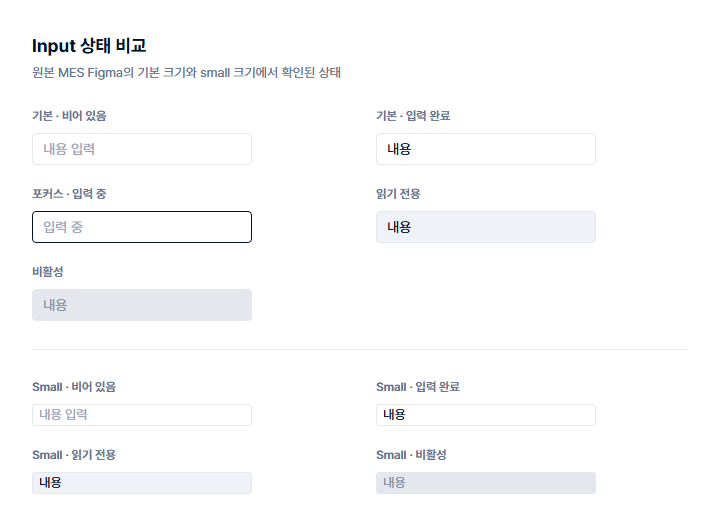 Input 상태 비교
원본 MES Figma의 기본 크기와 small 크기에서 확인된 상태
기본 · 비어 있음
기본 · 입력 완료
내용 입력
내용
포커스 · 입력 중
읽기 전용
입력 중
내용
비활성
내용
Small · 비어 있음
Small · 입력 완료
내용 입력
내용
Small · 읽기 전용
Small · 비활성
내용
내용